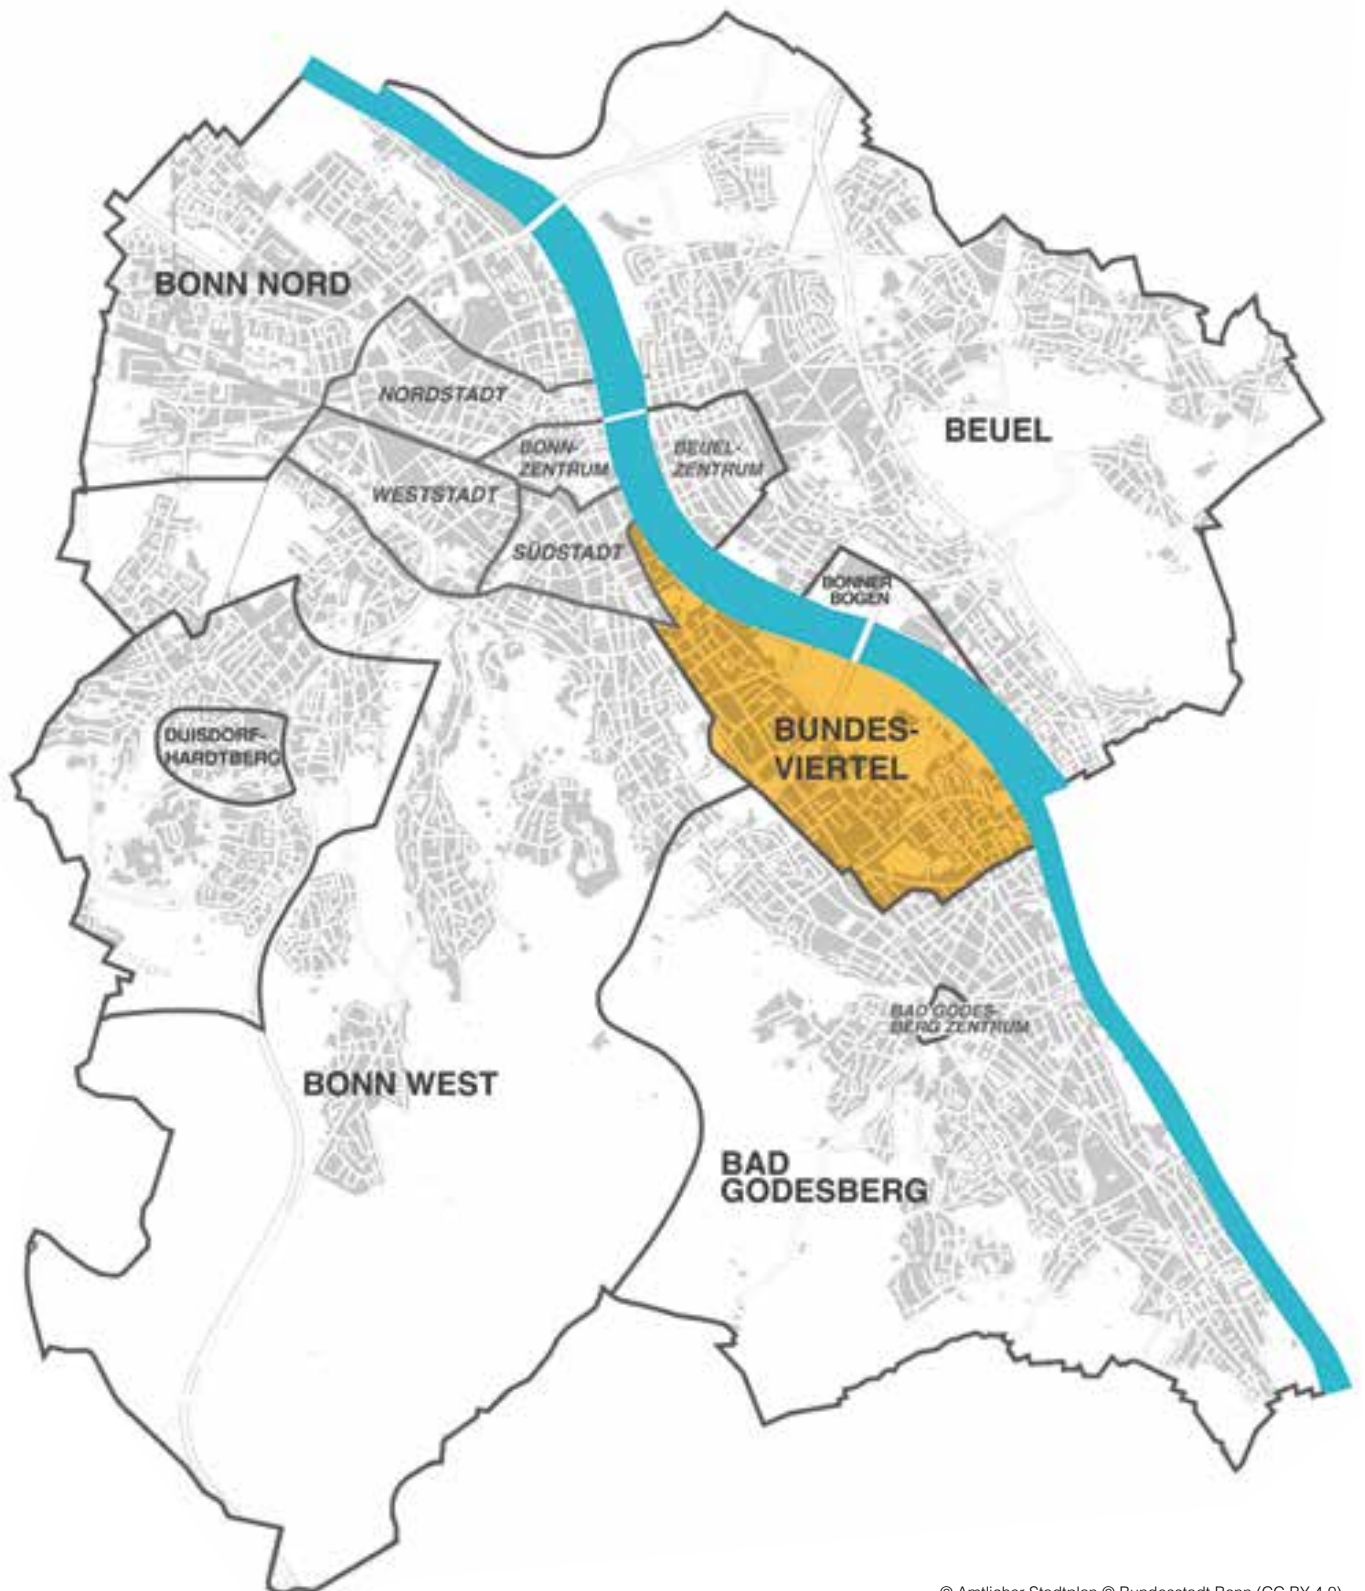 BONN NORD
NORDSTADT
BEUEL
BONN-
ZENTRUM
BEUEL-
ZENTRUM
WESTSTADT
SÜDSTADT
BONNER
BOGEN
BUNDES-
VIERTEL
DUISDORF-
HARDTBERG
BAD GODES-
BERG ZENTRUM
BONN WEST
BAD
GODESBERG
© Amtlicher Stadtplan © Bundesstadt Bonn (CC BY 4.0)